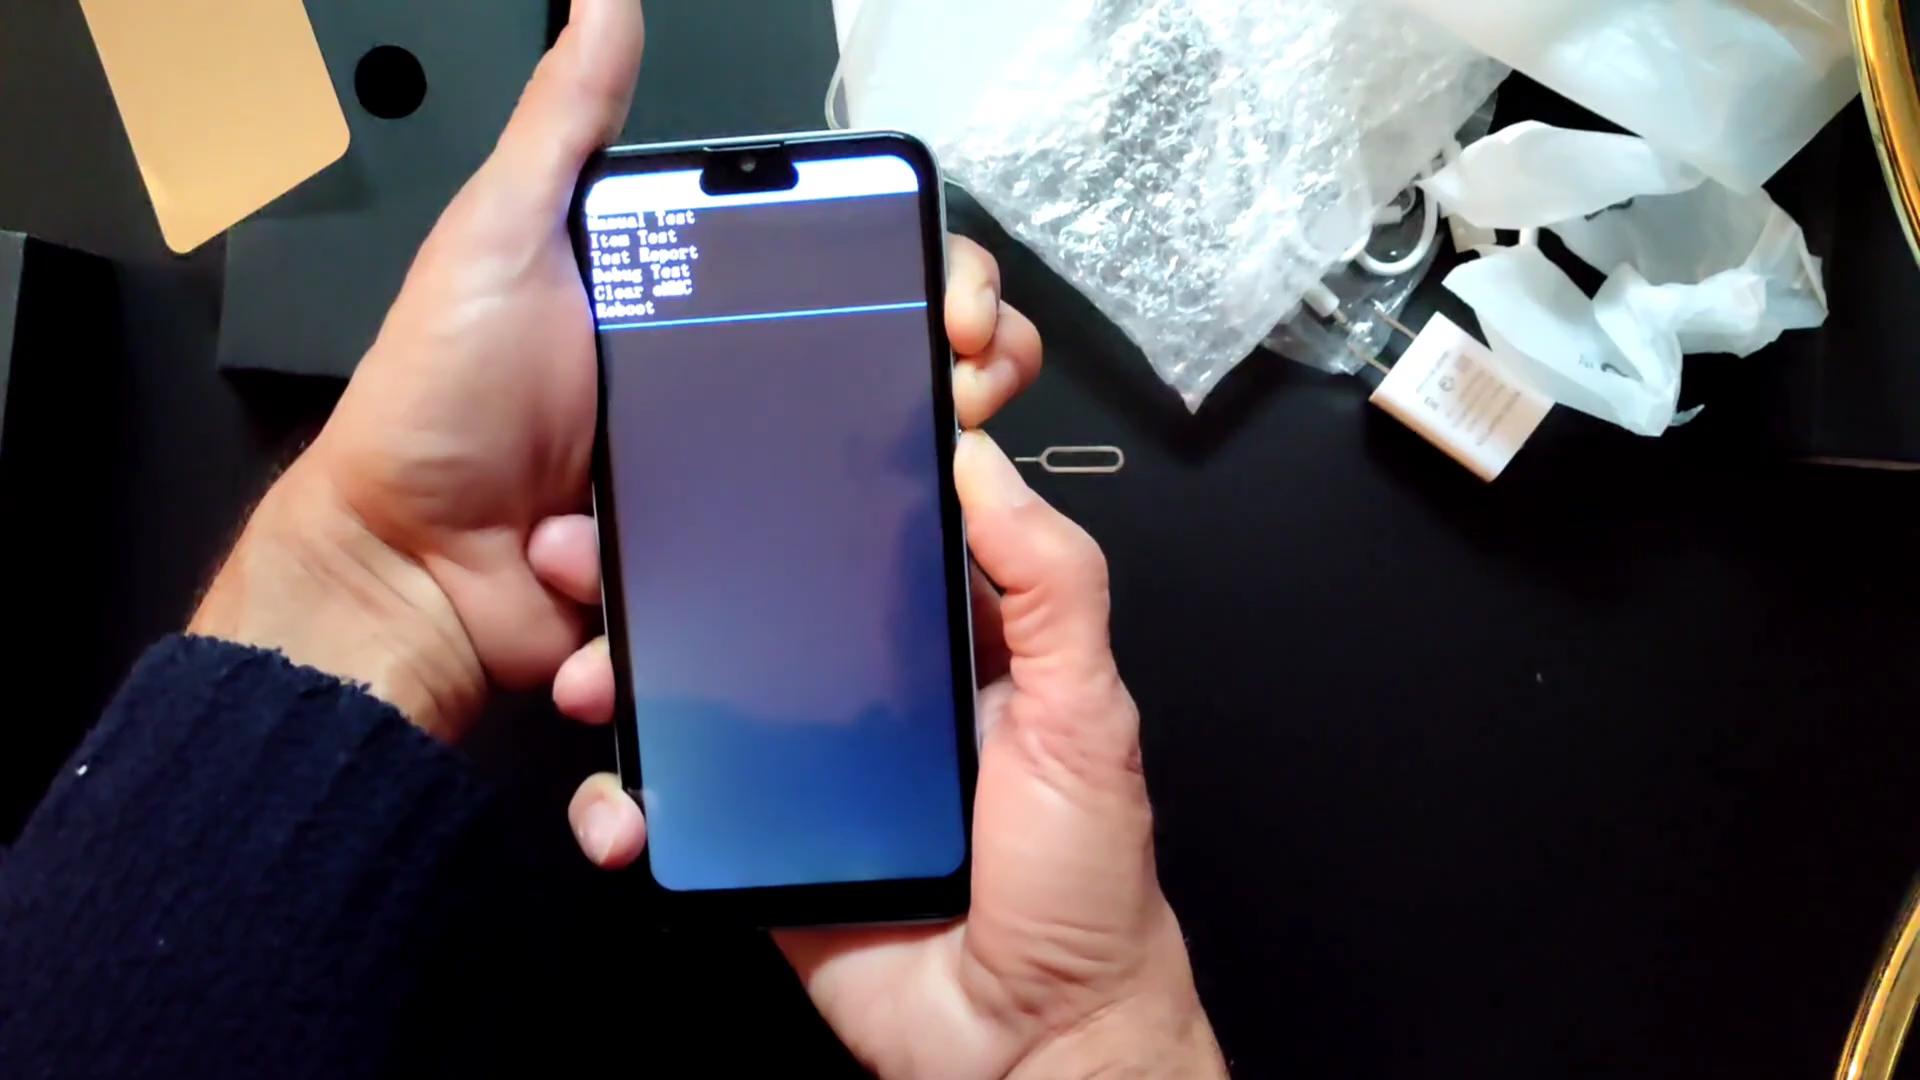 Manual Test
Item Test
Test Report
Debug Test
Clear eMMC
Reboot